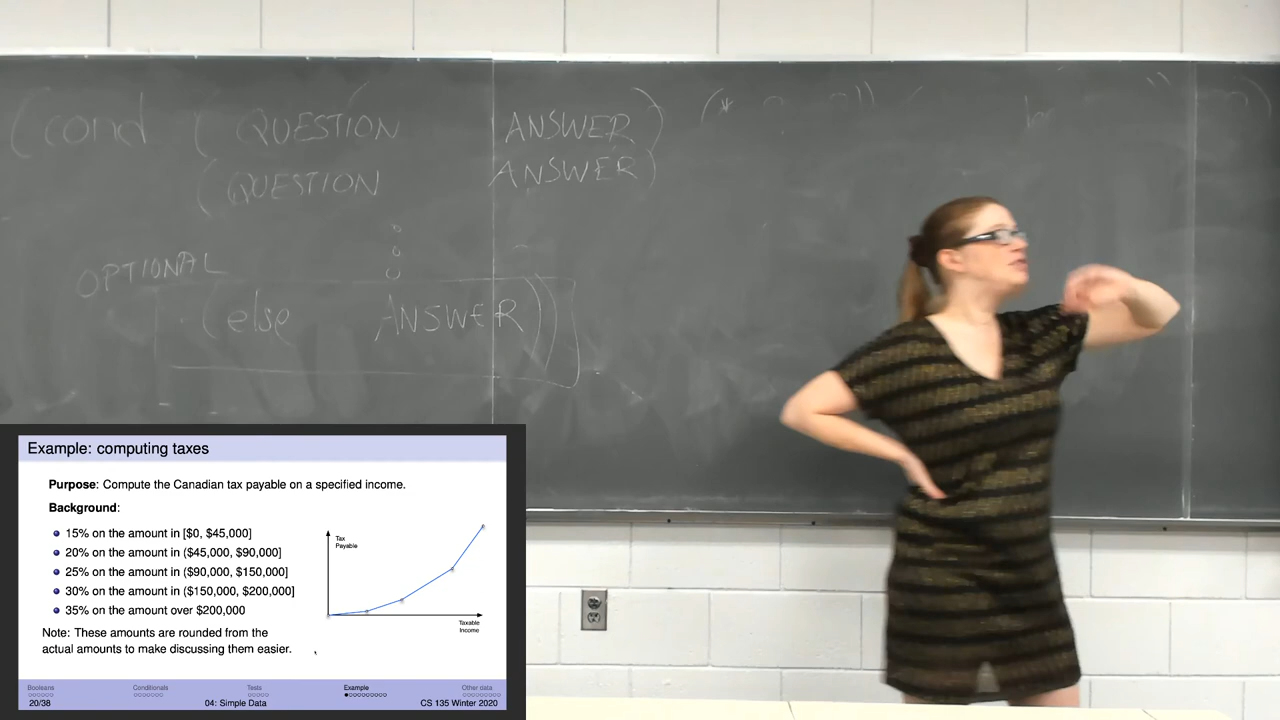 (cond (QUESTION ANSWER)
(QUESTION ANSWER)
OPTIONAL
(else ANSWER))
Example: computing taxes
Purpose: Compute the Canadian tax payable on a specified income.
Background:
15% on the amount in [$0, $45,000]
20% on the amount in ($45,000, $90,000]
25% on the amount in ($90,000, $150,000]
30% on the amount in ($150,000, $200,000]
35% on the amount over $200,000
Note: These amounts are rounded from the
actual amounts to make discussing them easier.
Tax
Payable
Taxable
Income
Booleans Conditionals Tests Example Other data
20/38 04: Simple Data CS 135 Winter 2020